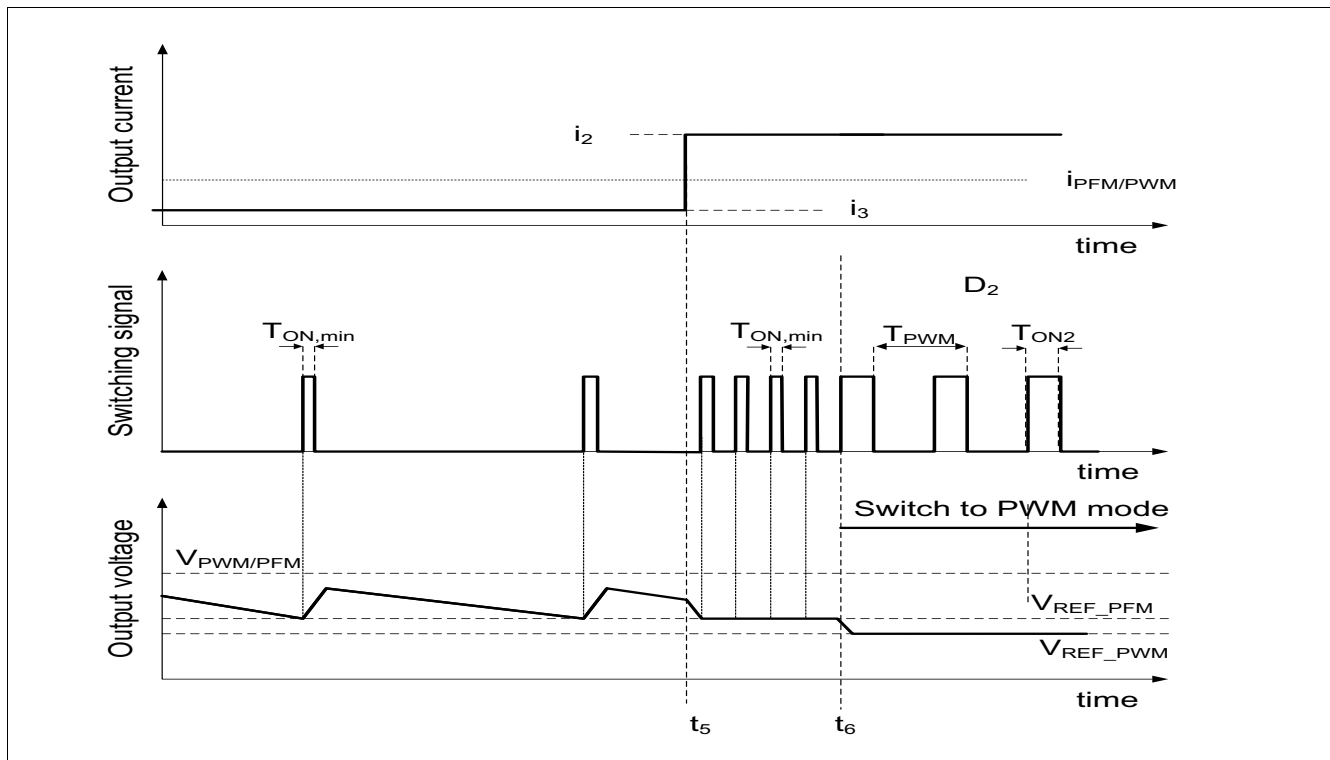 Output current
i2
iPFM/PWM
i3
time
Switching signal
D2
TON,min
TON,min
TPWM
TON2
time
Output voltage
Switch to PWM mode
VPWM/PFM
VREF_PFM
VREF_PWM
time
t5
t6